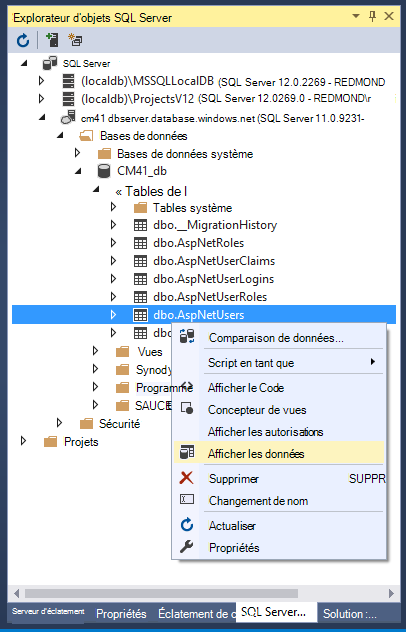 Explorateur d'objets SQL Server
SQL Server
(localdb)\MSSQLLocalDB (SQL Server 12.0.2269 - REDMOND
(localdb)\ProjectsV12 (SQL Server 12.0269.0 - REDMOND\r
cm41 dbserver.database.windows.net (SQL Server 11.0.9231-
Bases de données
Bases de données système
CM41_db
« Tables de l
Tables système
dbo.__MigrationHistory
dbo.AspNetRoles
dbo.AspNetUserClaims
dbo.AspNetUserLogins
dbo.AspNetUserRoles
dbo.AspNetUsers
dbo
Vues
Synody
Programme
SAUCE
Sécurité
Projets
Comparaison de données...
Script en tant que
Afficher le Code
Concepteur de vues
Afficher les autorisations
Afficher les données
Supprimer SUPPR
Changement de nom
Actualiser
Propriétés
Serveur d'éclatement Propriétés Éclatement de c SQL Server... Solution :...